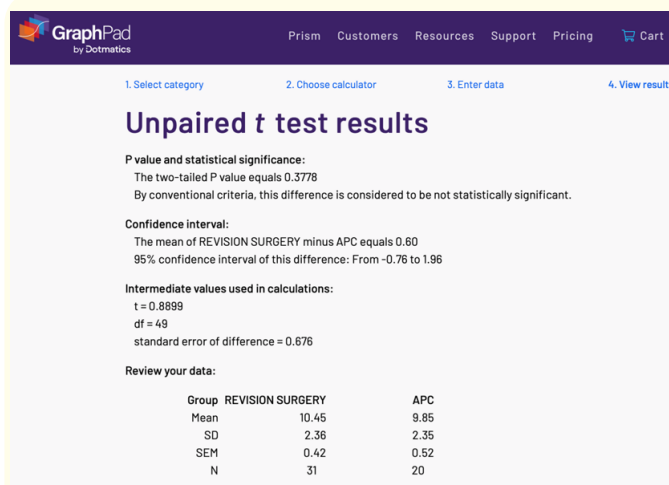 GraphPad
by Dotmatics
Prism Customers Resources Support Pricing Cart
1. Select category 2. Choose calculator 3. Enter data 4. View result
Unpaired t test results
P value and statistical significance:
The two-tailed P value equals 0.3778
By conventional criteria, this difference is considered to be not statistically significant.
Confidence interval:
The mean of REVISION SURGERY minus APC equals 0.60
95% confidence interval of this difference: From -0.76 to 1.96
Intermediate values used in calculations:
t = 0.8899
df = 49
standard error of difference = 0.676
Review your data:
Group REVISION SURGERY APC
Mean 10.45 9.85
SD 2.36 2.35
SEM 0.42 0.52
N 31 20